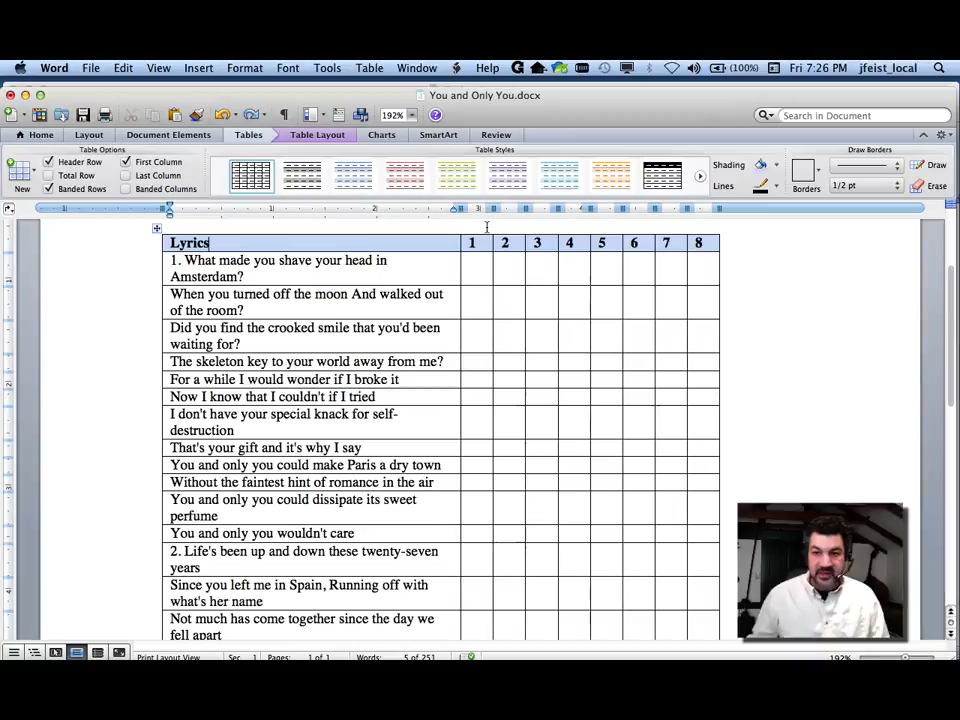 Word File Edit View Insert Format Font Tools Table Window Help (100%) Fri 7:26 PM jfeist_local
You and Only You.docx
192% Search in Document
Home Layout Document Elements Tables Table Layout Charts SmartArt Review
Table Options Table Styles Draw Borders
Header Row First Column Shading Draw
Total Row Last Column
New Banded Rows Banded Columns Lines Borders 1/2 pt Erase
Lyrics 1 2 3 4 5 6 7 8
1. What made you shave your head in
Amsterdam?
When you turned off the moon And walked out
of the room?
Did you find the crooked smile that you'd been
waiting for?
The skeleton key to your world away from me?
For a while I would wonder if I broke it
Now I know that I couldn't if I tried
I don't have your special knack for self-
destruction
That's your gift and it's why I say
You and only you could make Paris a dry town
Without the faintest hint of romance in the air
You and only you could dissipate its sweet
perfume
You and only you wouldn't care
2. Life's been up and down these twenty-seven
years
Since you left me in Spain, Running off with
what's her name
Not much has come together since the day we
fell apart
Print Layout View Sec 1 Pages: 1 of 1 Words: 5 of 251 192%